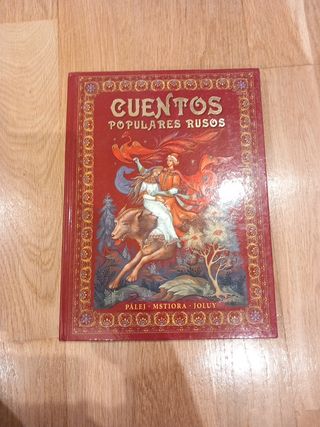 CUENTOS
POPULARES RUSOS
PÁLEJ · MSTIORA · JOLUY